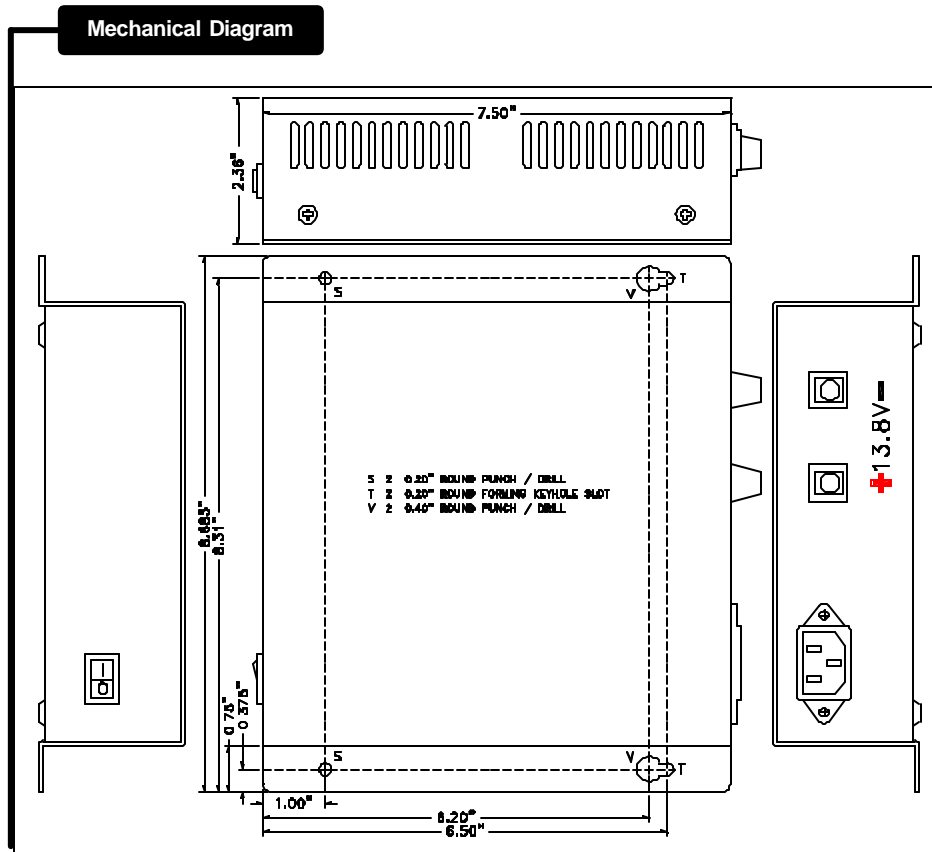 Mechanical Diagram
7.50"
2.36"
S
V
T
+13.8V−
S 2 0.20" ROUND PUNCH / DRILL
T 2 0.20" ROUND FORMING KEYHOLE SLOT
V 2 0.40" ROUND PUNCH / DRILL
8.685"
8.31"
I
O
0.75"
0.375"
S
V
T
1.00"
6.20"
6.50"